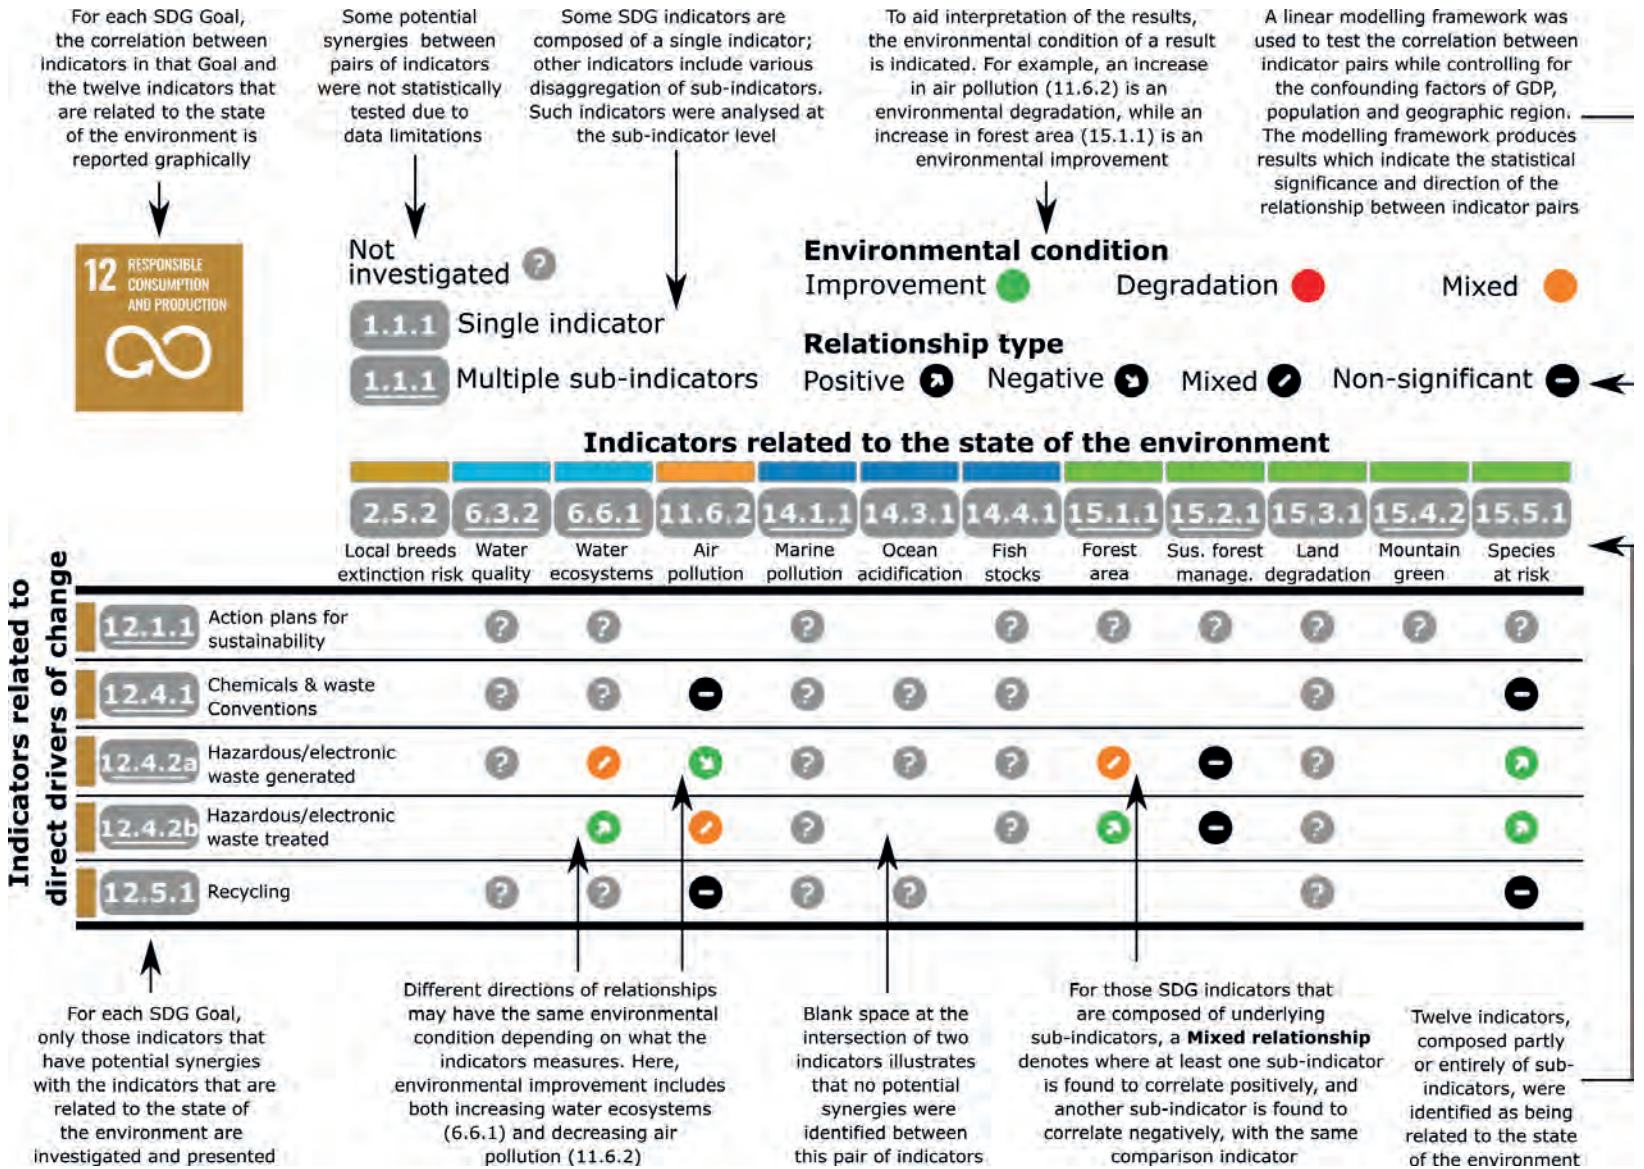 For each SDG Goal,
the correlation between
indicators in that Goal and
the twelve indicators that
are related to the state
of the environment is
reported graphically
Some potential
synergies between
pairs of indicators
were not statistically
tested due to
data limitations
Some SDG indicators are
composed of a single indicator;
other indicators include various
disaggregation of sub-indicators.
Such indicators were analysed at
the sub-indicator level
To aid interpretation of the results,
the environmental condition of a result
is indicated. For example, an increase
in air pollution (11.6.2) is an
environmental degradation, while an
increase in forest area (15.1.1) is an
environmental improvement
A linear modelling framework was
used to test the correlation between
indicator pairs while controlling for
the confounding factors of GDP,
population and geographic region.
The modelling framework produces
results which indicate the statistical
significance and direction of the
relationship between indicator pairs
12 RESPONSIBLE
CONSUMPTION
AND PRODUCTION
Not
investigated ?
1.1.1 Single indicator
1.1.1 Multiple sub-indicators
Environmental condition
Improvement Degradation Mixed
Relationship type
Positive Negative Mixed Non-significant
Indicators related to the state of the environment
2.5.2 6.3.2 6.6.1 11.6.2 14.1.1 14.3.1 14.4.1 15.1.1 15.2.1 15.3.1 15.4.2 15.5.1
Local breeds Water Water Air Marine Ocean Fish Forest Sus. forest Land Mountain Species
extinction risk quality ecosystems pollution pollution acidification stocks area manage. degradation green at risk
Indicators related to
direct drivers of change
12.1.1 Action plans for
sustainability
? ? ? ? ? ? ? ? ?
12.4.1 Chemicals & waste
Conventions
? ? ? ? ? ?
12.4.2a Hazardous/electronic
waste generated
? ? ? ? ?
12.4.2b Hazardous/electronic
waste treated
? ? ?
12.5.1 Recycling
? ? ? ? ?
For each SDG Goal,
only those indicators that
have potential synergies
with the indicators that are
related to the state of
the environment are
investigated and presented
Different directions of relationships
may have the same environmental
condition depending on what the
indicators measures. Here,
environmental improvement includes
both increasing water ecosystems
(6.6.1) and decreasing air
pollution (11.6.2)
Blank space at the
intersection of two
indicators illustrates
that no potential
synergies were
identified between
this pair of indicators
For those SDG indicators that
are composed of underlying
sub-indicators, a Mixed relationship
denotes where at least one sub-indicator
is found to correlate positively, and
another sub-indicator is found to
correlate negatively, with the same
comparison indicator
Twelve indicators,
composed partly
or entirely of sub-
indicators, were
identified as being
related to the state
of the environment